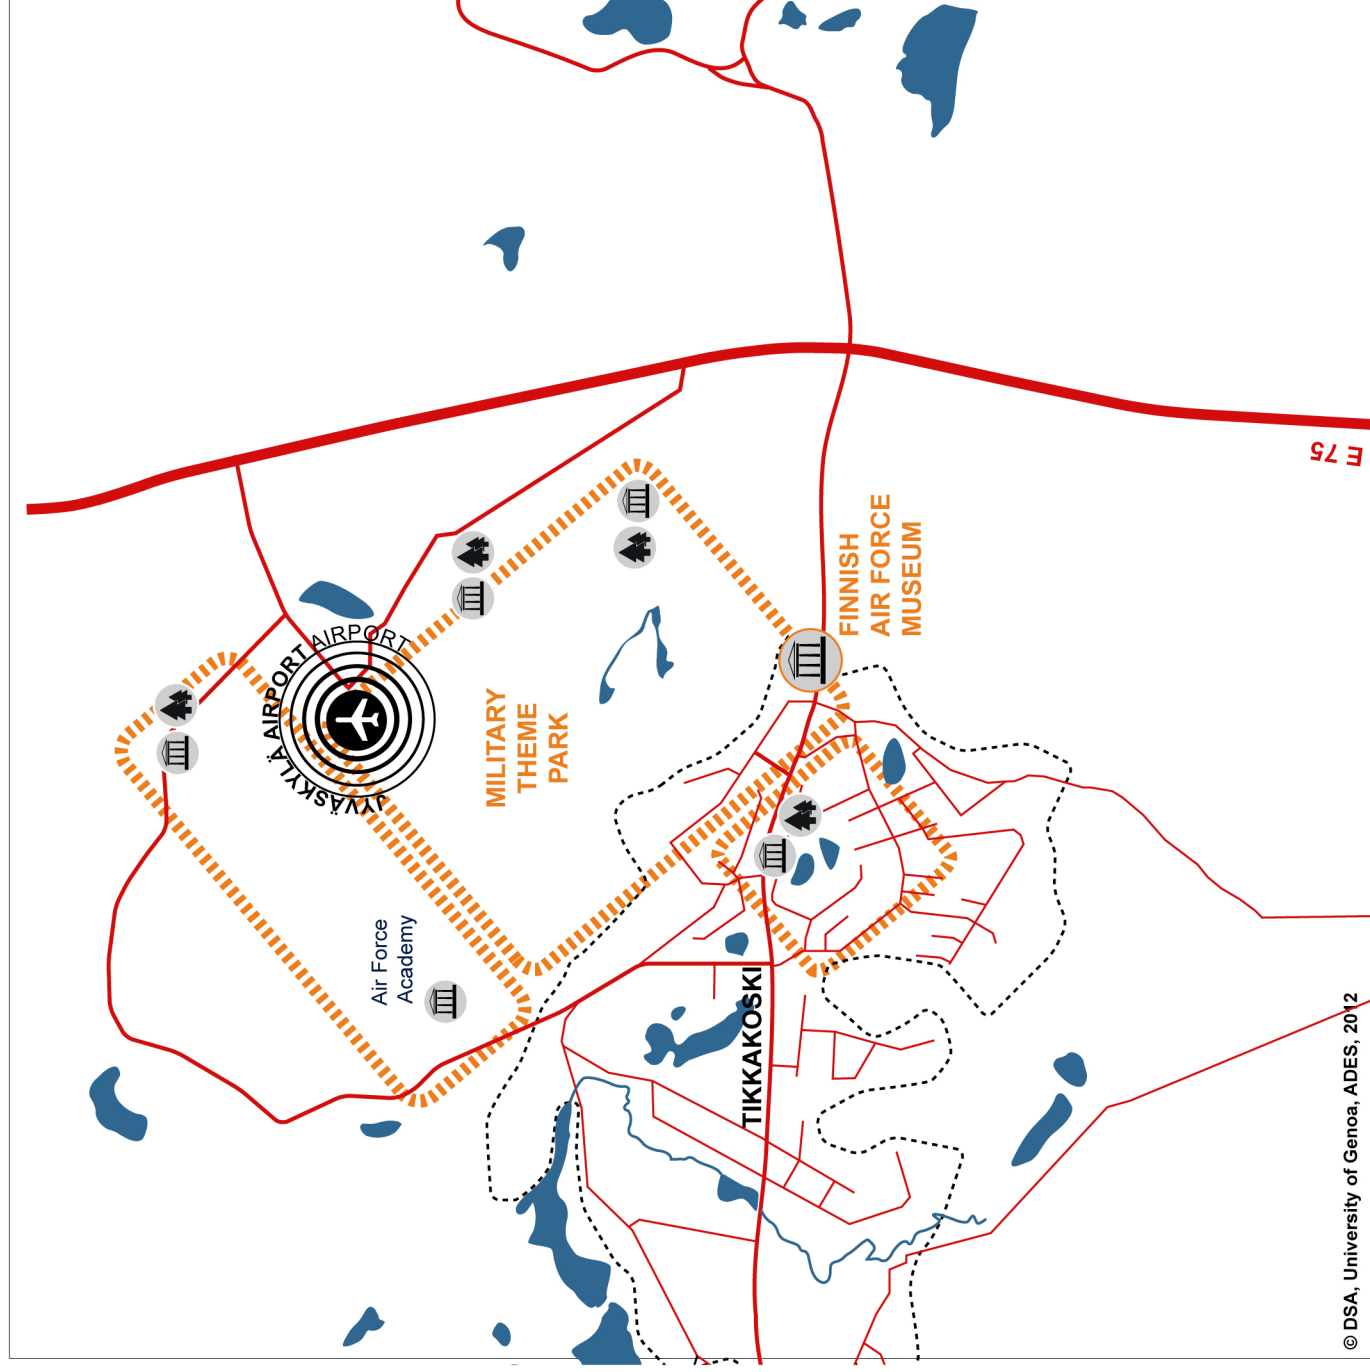 E 75
FINNISH
AIR FORCE
MUSEUM
JYVÄSKYLÄ AIRPORT AIRPORT
MILITARY
THEME
PARK
Air Force
Academy
TIKKAKOSKI
© DSA, University of Genoa, ADES, 2012